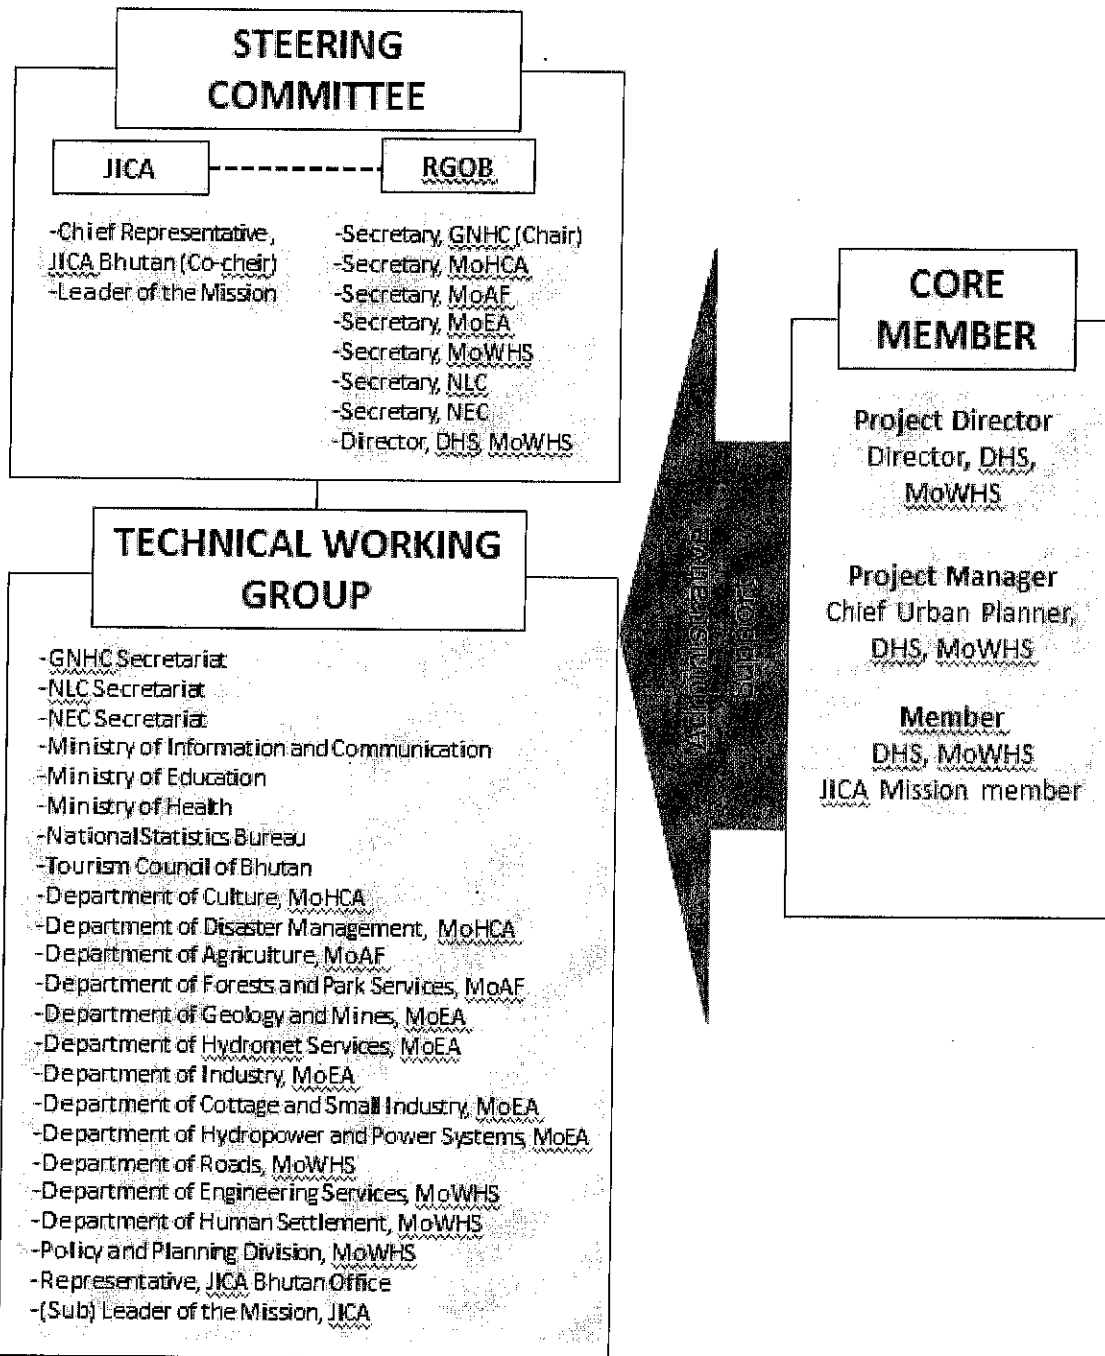 STEERING
COMMITTEE
JICA
RGOB
-Chief Representative,
JICA Bhutan (Co-cheir)
-Leader of the Mission
-Secretary, GNHC (Chair)
-Secretary, MoHCA
-Secretary, MoAF
-Secretary, MoEA
-Secretary, MoWHS
-Secretary, NLC
-Secretary, NEC
-Director, DHS, MoWHS
TECHNICAL WORKING
GROUP
-GNHC Secretariat
-NLC Secretariat
-NEC Secretariat
-Ministry of Information and Communication
-Ministry of Education
-Ministry of Health
-National Statistics Bureau
-Tourism Council of Bhutan
-Department of Culture, MoHCA
-Department of Disaster Management, MoHCA
-Department of Agriculture, MoAF
-Department of Forests and Park Services, MoAF
-Department of Geology and Mines, MoEA
-Department of Hydromet Services, MoEA
-Department of Industry, MoEA
-Department of Cottage and Small Industry, MoEA
-Department of Hydropower and Power Systems, MoEA
-Department of Roads, MoWHS
-Department of Engineering Services, MoWHS
-Department of Human Settlement, MoWHS
-Policy and Planning Division, MoWHS
-Representative, JICA Bhutan Office
-(Sub) Leader of the Mission, JICA
Administrative
support
CORE
MEMBER
Project Director
Director, DHS,
MoWHS
Project Manager
Chief Urban Planner,
DHS, MoWHS
Member
DHS, MoWHS
JICA Mission member